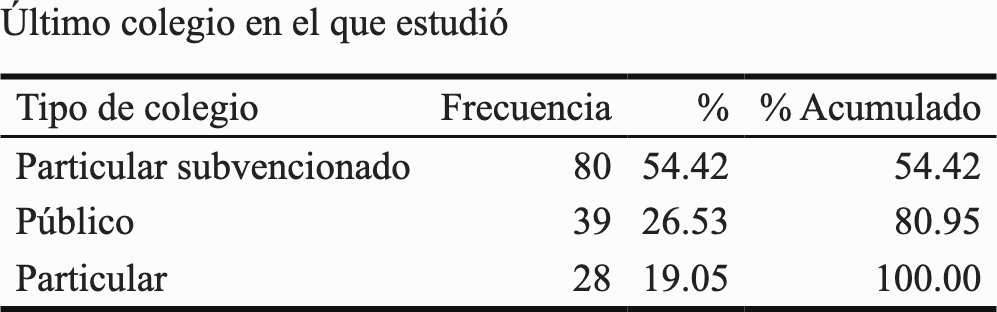 Último colegio en el que estudió
Tipo de colegio Frecuencia % % Acumulado
Particular subvencionado 80 54.42 54.42
Público 39 26.53 80.95
Particular 28 19.05 100.00